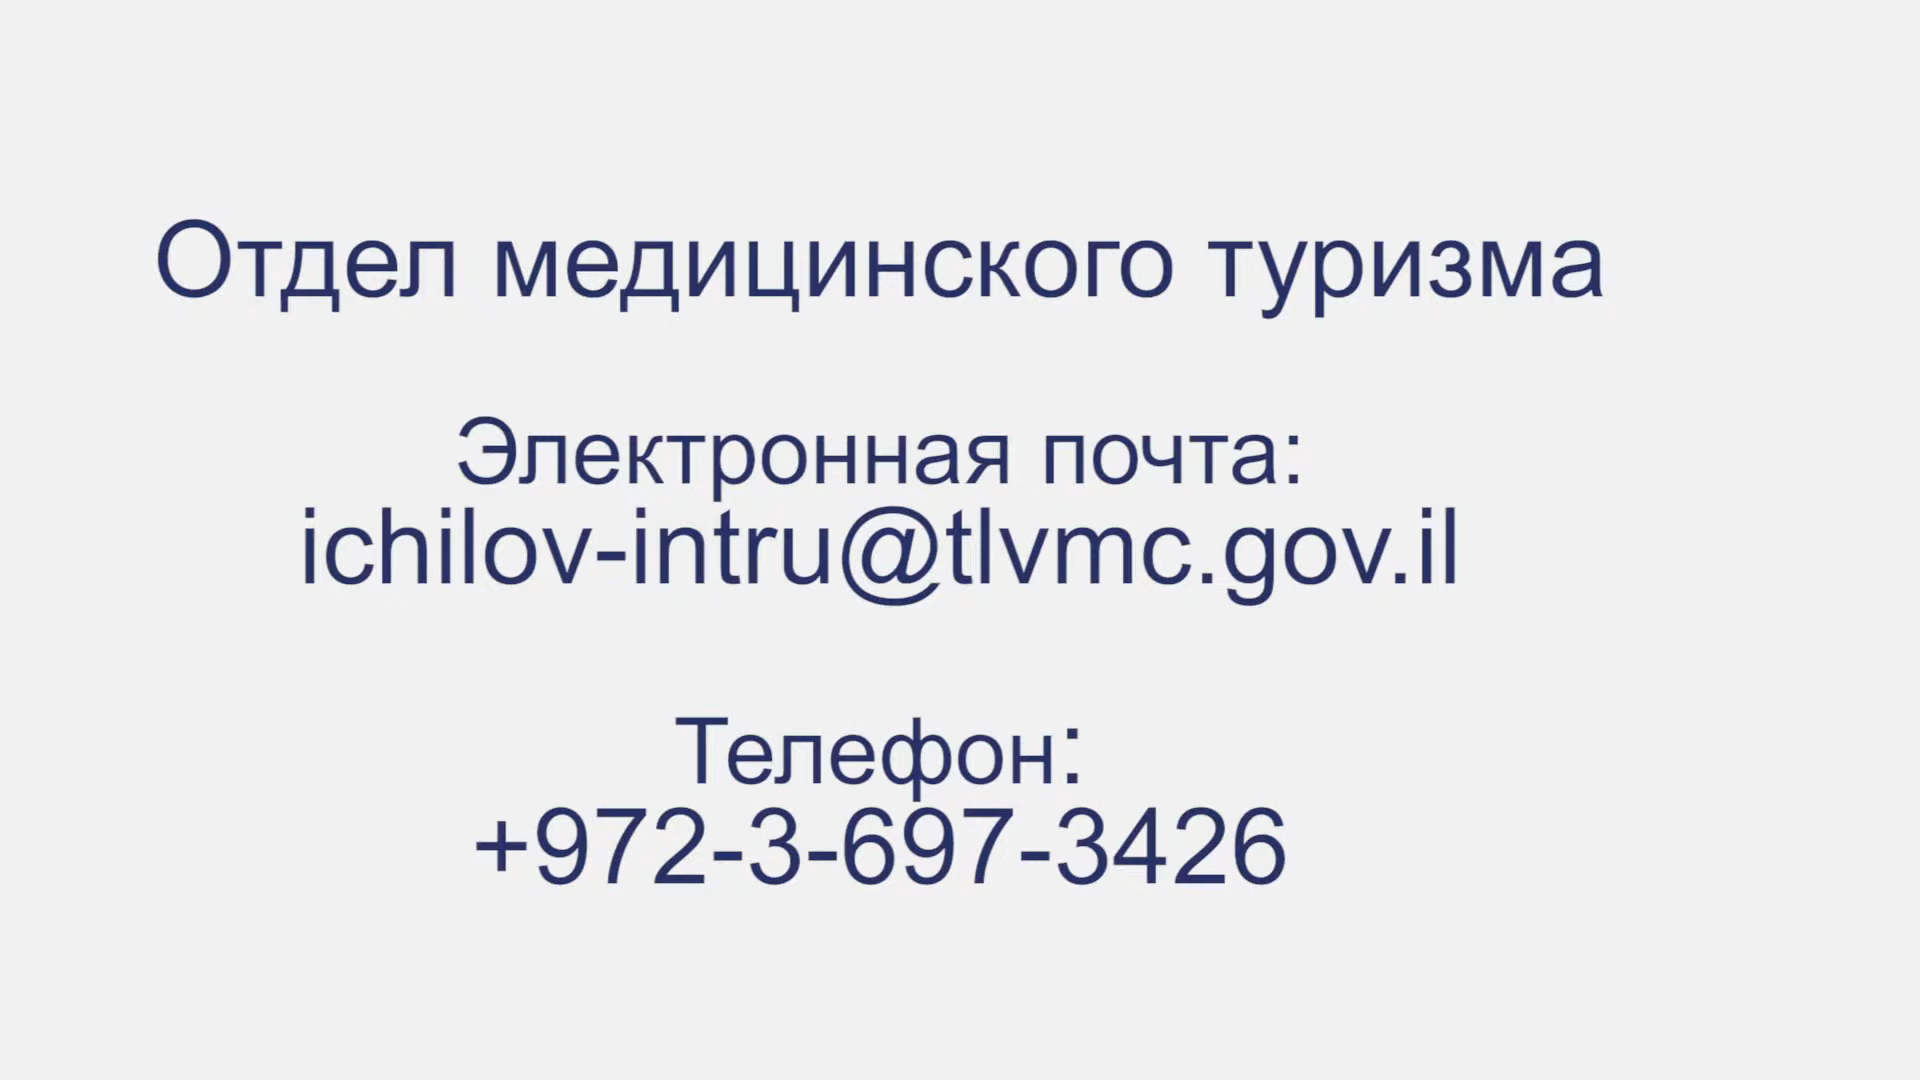 Отдел медицинского туризма
Электронная почта:
ichilov-intru@tlvmc.gov.il
Телефон:
+972-3-697-3426